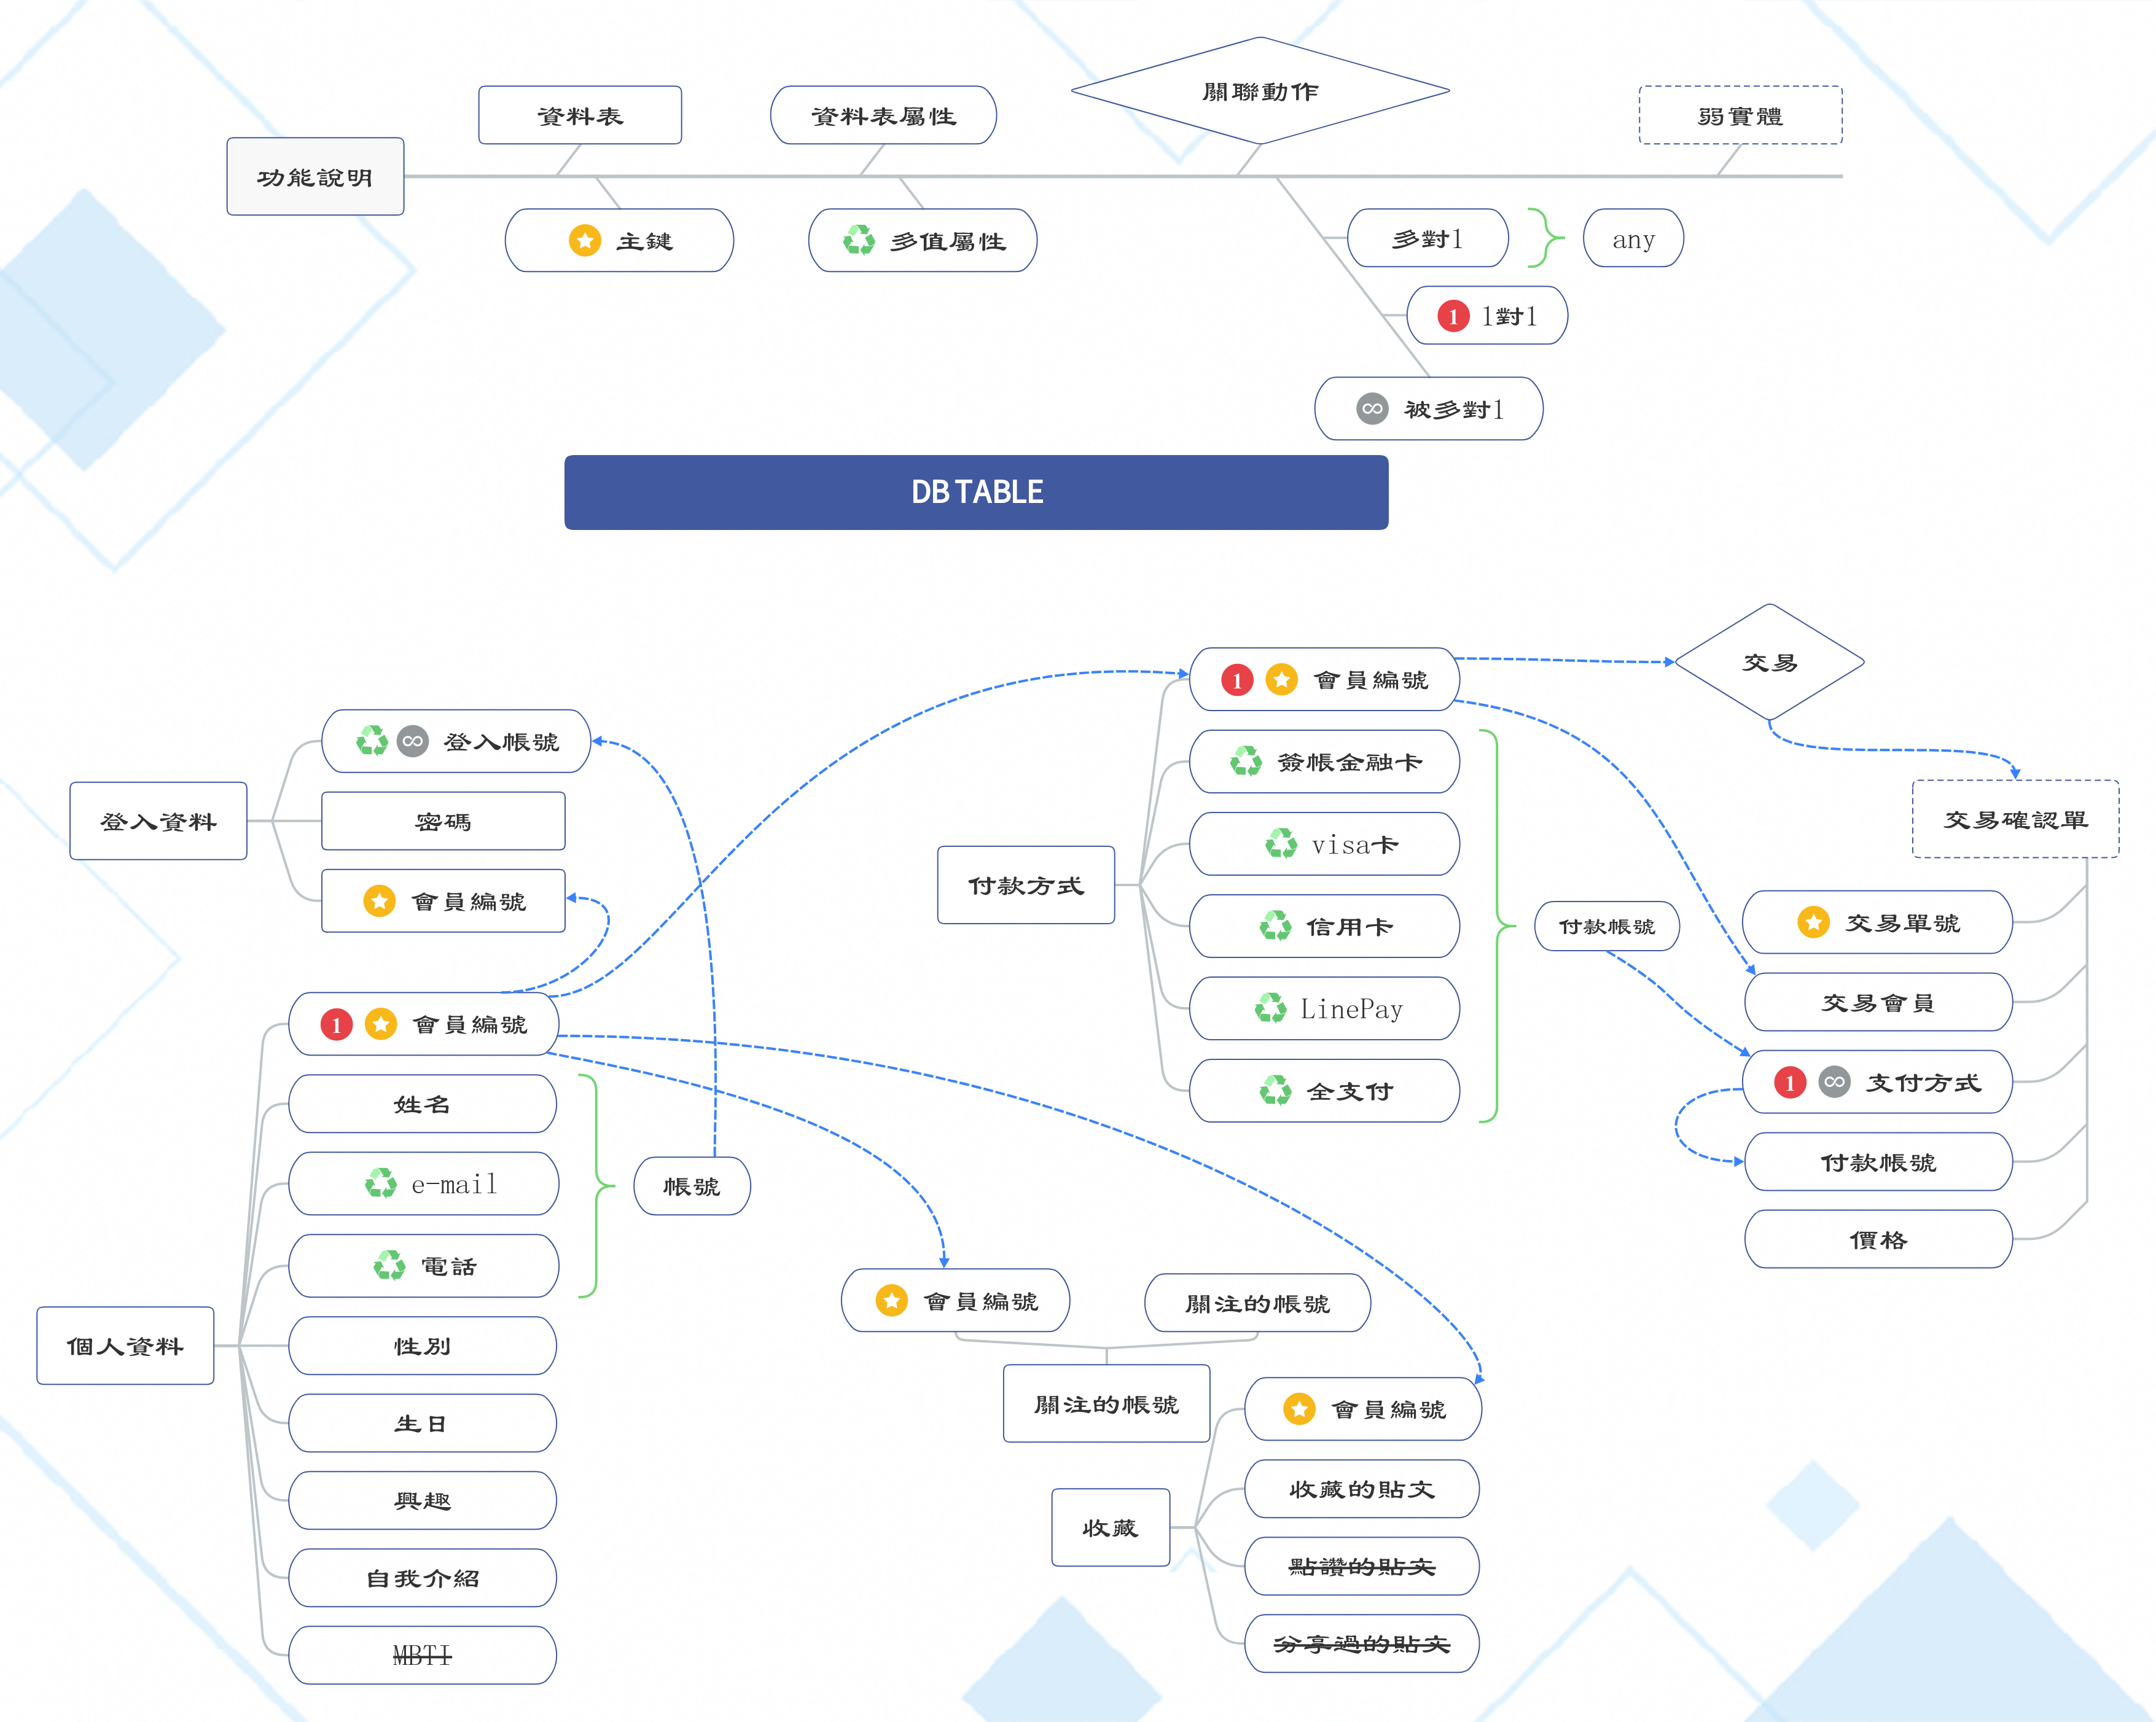 功能說明
資料表
資料表屬性
關聯動作
弱實體
主鍵
多值屬性
多對1
any
1
1對1
被多對1
DB TABLE
登入資料
登入帳號
密碼
會員編號
個人資料
1
會員編號
姓名
e-mail
電話
帳號
性別
生日
興趣
自我介紹
MBTI
付款方式
1
會員編號
簽帳金融卡
visa卡
信用卡
LinePay
全支付
付款帳號
交易
交易確認單
交易單號
交易會員
1
支付方式
付款帳號
價格
會員編號
關注的帳號
關注的帳號
收藏
會員編號
收藏的貼文
點讚的貼文
分享過的貼文